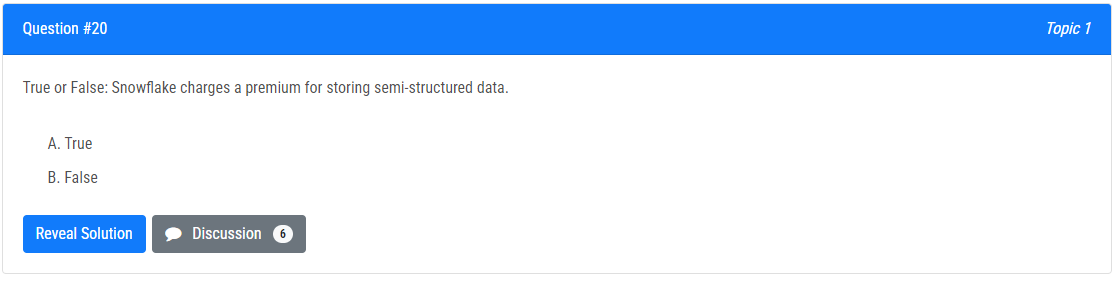 Question #20
Topic 1
True or False: Snowflake charges a premium for storing semi-structured data.
A. True
B. False
Reveal Solution
Discussion 6